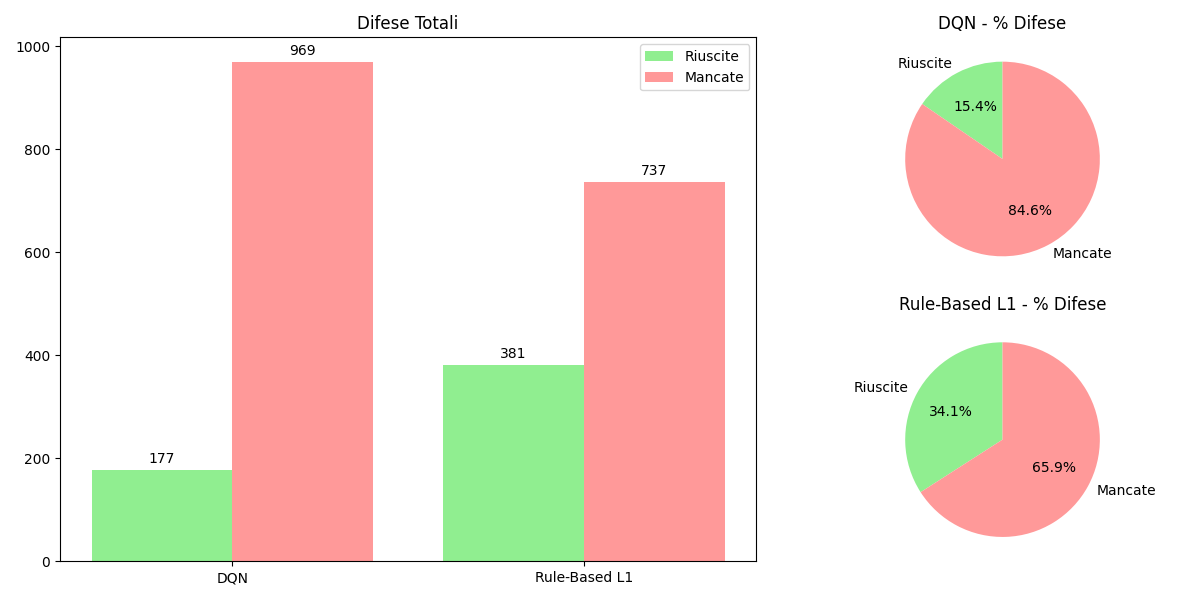 Difese Totali
1000
800
600
400
200
0
177
969
381
737
DQN
Rule-Based L1
Riuscite
Mancate
DQN - % Difese
Riuscite
15.4%
84.6%
Mancate
Rule-Based L1 - % Difese
Riuscite
34.1%
65.9%
Mancate